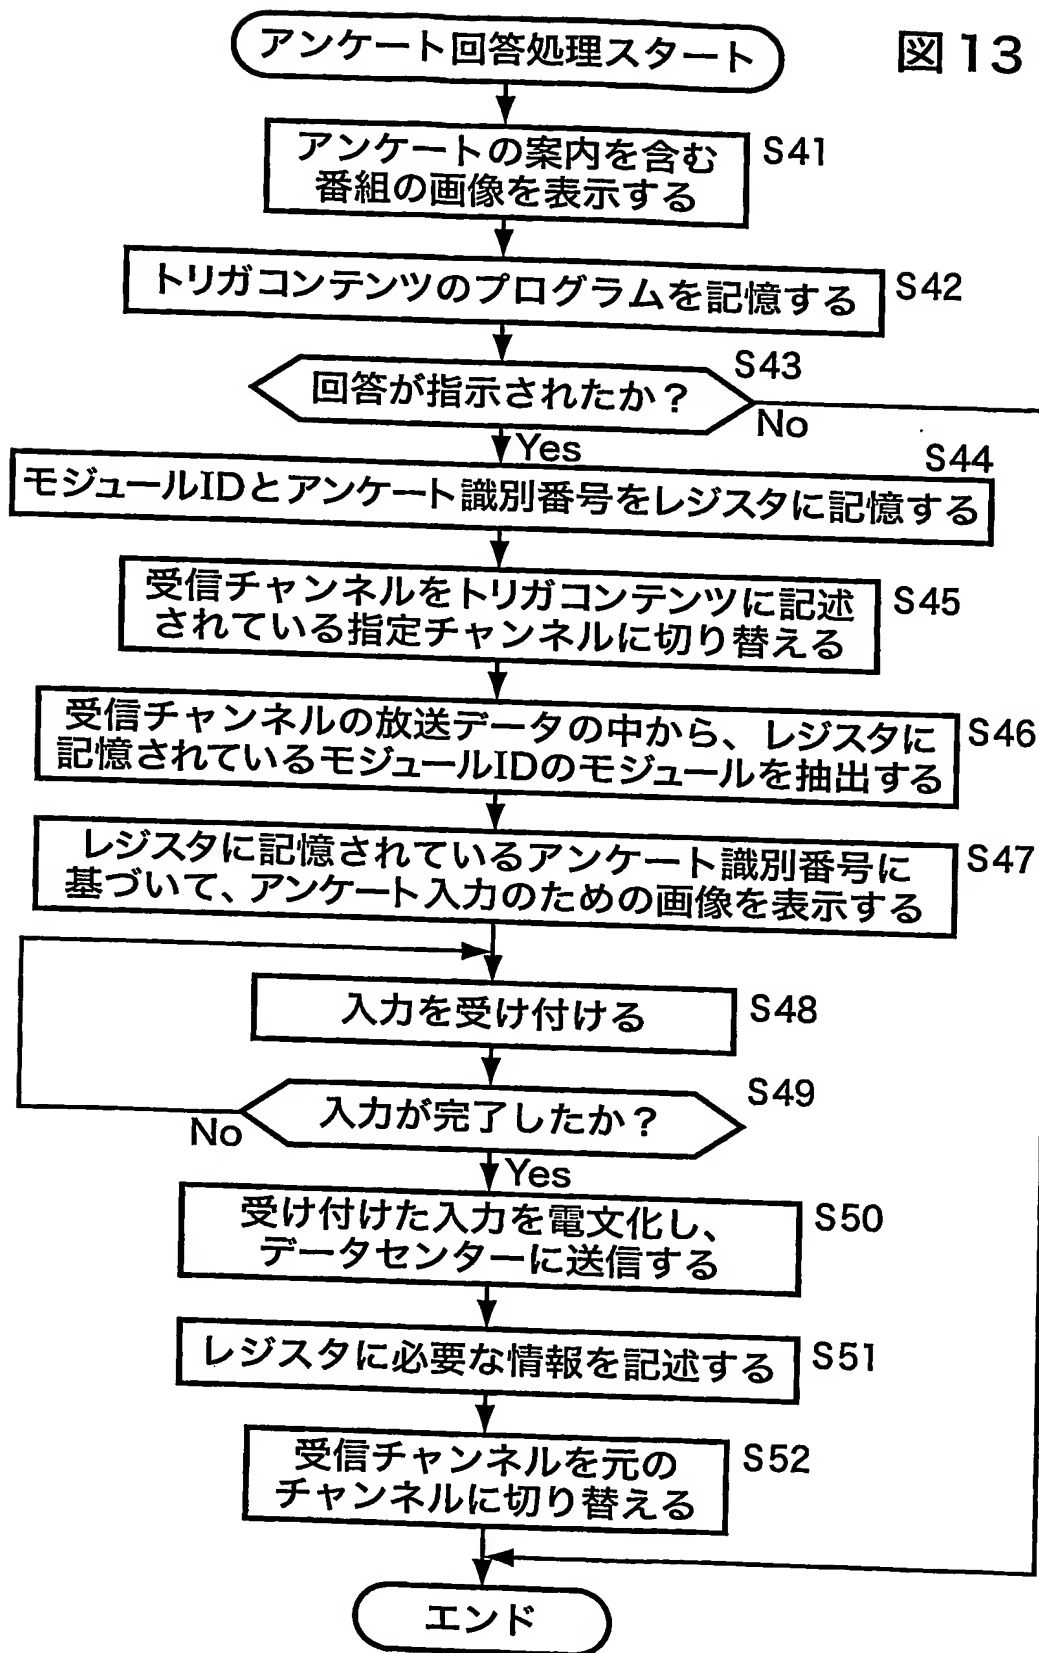 図13
アンケート回答処理スタート
アンケートの案内を含む
番組の画像を表示する
S41
トリガコンテンツのプログラムを記憶する
S42
回答が指示されたか?
S43
No
Yes
S44
モジュールIDとアンケート識別番号をレジスタに記憶する
受信チャンネルをトリガコンテンツに記述
されている指定チャンネルに切り替える
S45
受信チャンネルの放送データの中から、レジスタに
記憶されているモジュールIDのモジュールを抽出する
S46
レジスタに記憶されているアンケート識別番号に
基づいて、アンケート入力のための画像を表示する
S47
入力を受け付ける
S48
入力が完了したか?
S49
No
Yes
受け付けた入力を電文化し、
データセンターに送信する
S50
レジスタに必要な情報を記述する
S51
受信チャンネルを元の
チャンネルに切り替える
S52
エンド